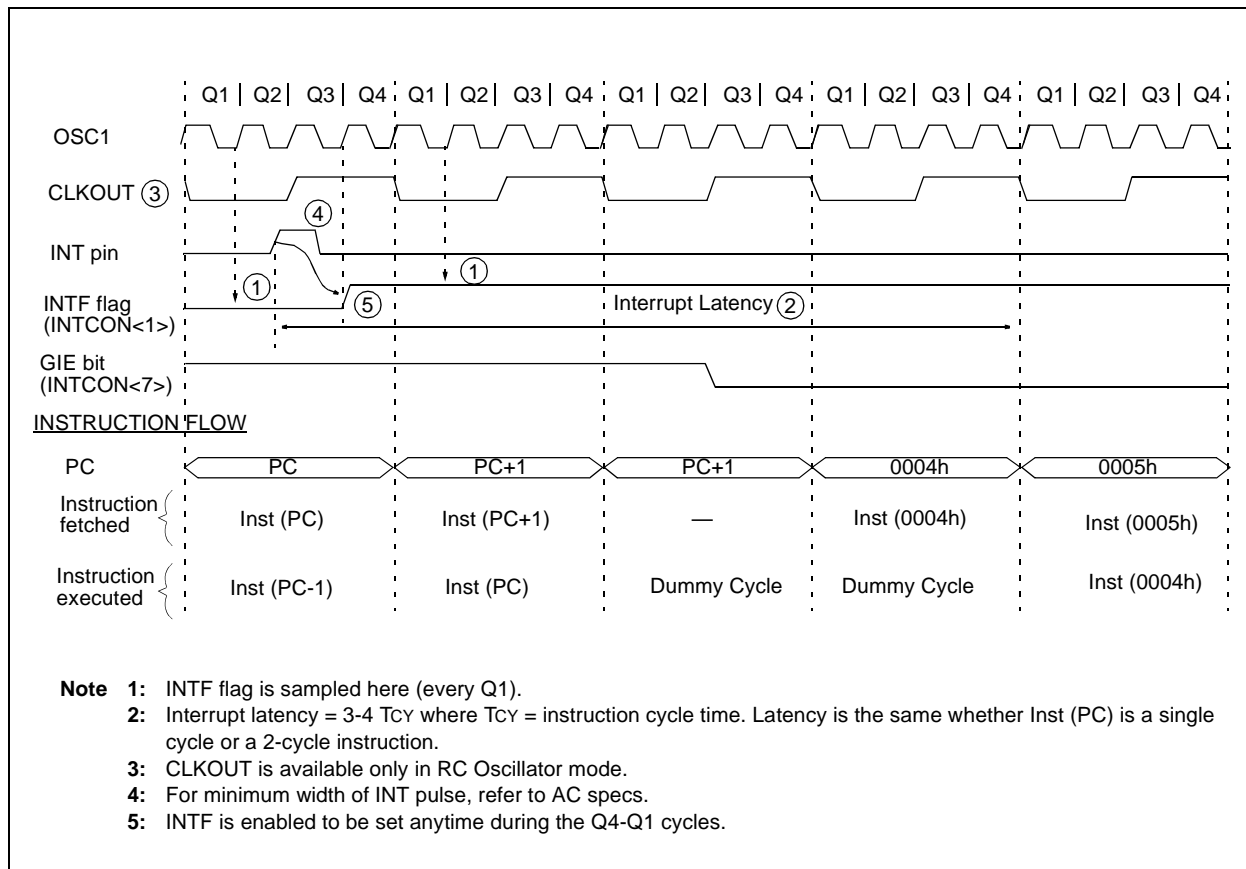 Q1 | Q2 | Q3 | Q4 Q1 | Q2 | Q3 | Q4 Q1 | Q2 | Q3 | Q4 Q1 | Q2 | Q3 | Q4 Q1 | Q2 | Q3 | Q4
OSC1
CLKOUT 3
4
INT pin
1 1
INTF flag
(INTCON<1>)
5
Interrupt Latency 2
GIE bit
(INTCON<7>)
INSTRUCTION FLOW
PC PC PC+1 PC+1 0004h 0005h
Instruction
fetched
Inst (PC) Inst (PC+1) — Inst (0004h) Inst (0005h)
Instruction
executed
Inst (PC-1) Inst (PC) Dummy Cycle Dummy Cycle Inst (0004h)
Note 1: INTF flag is sampled here (every Q1).
2: Interrupt latency = 3-4 TCY where TCY = instruction cycle time. Latency is the same whether Inst (PC) is a single
cycle or a 2-cycle instruction.
3: CLKOUT is available only in RC Oscillator mode.
4: For minimum width of INT pulse, refer to AC specs.
5: INTF is enabled to be set anytime during the Q4-Q1 cycles.